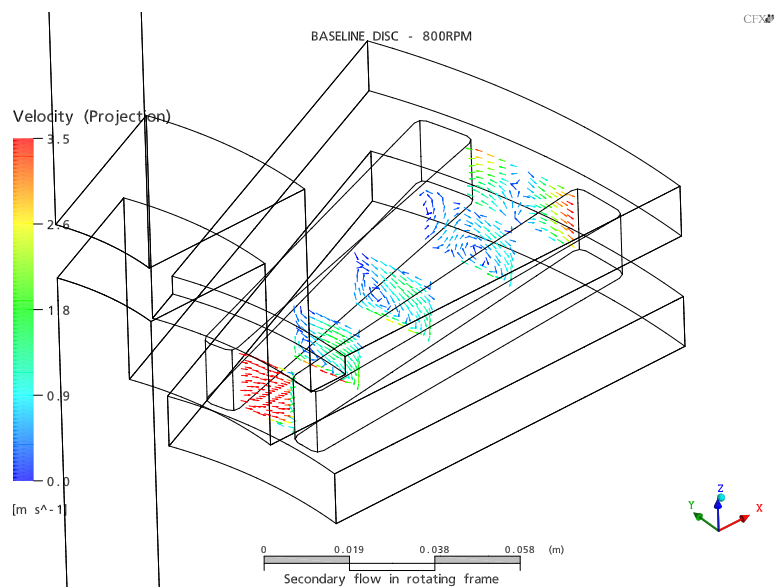 CFX
BASELINE DISC - 800RPM
Velocity (Projection)
3.5
2.6
1.8
0.9
0.0
[m s^-1]
Z
Y
X
0 0.019 0.038 0.058 (m)
Secondary flow in rotating frame